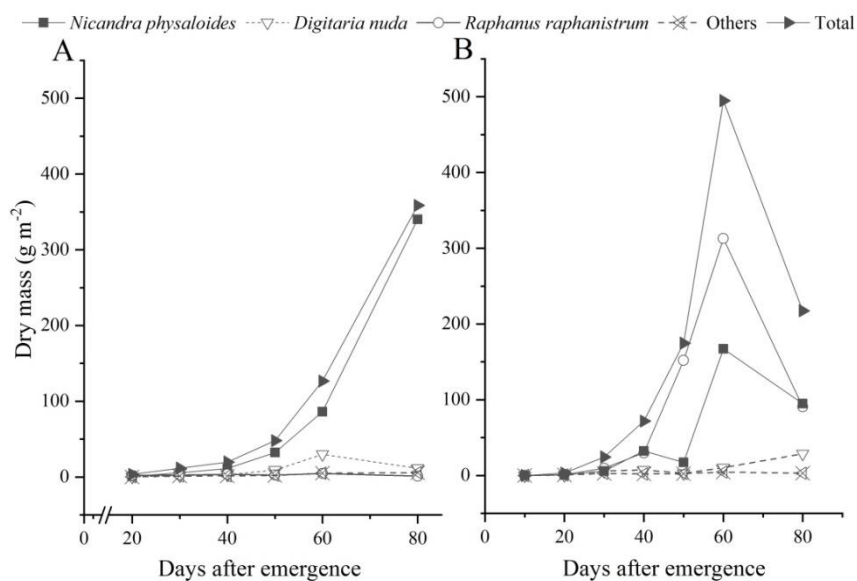 Nicandra physaloides Digitaria nuda Raphanus raphanistrum Others Total
A
B
500
400
300
200
100
0
Dry mass (g m-2)
0 20 40 60 80
Days after emergence
500
400
300
200
100
0
0 20 40 60 80
Days after emergence